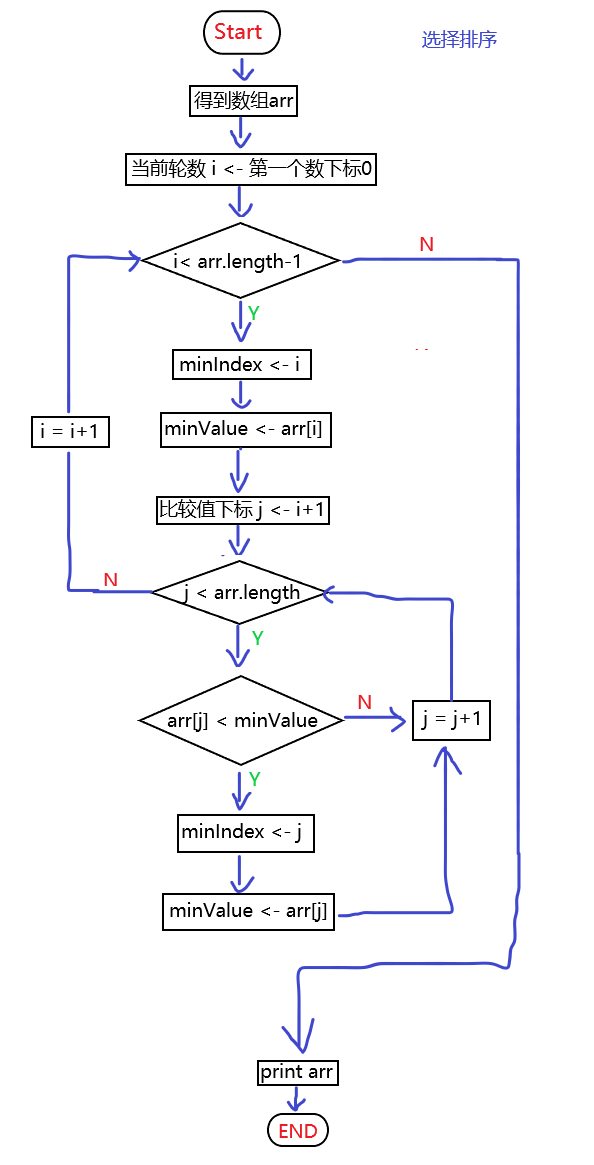 Start
选择排序
得到数组arr
当前轮数 i <- 第一个数下标0
i< arr.length-1
N
Y
minIndex <- i
minValue <- arr[i]
i = i+1
比较值下标 j <- i+1
N
j < arr.length
Y
arr[j] < minValue
N
j = j+1
Y
minIndex <- j
minValue <- arr[j]
print arr
END